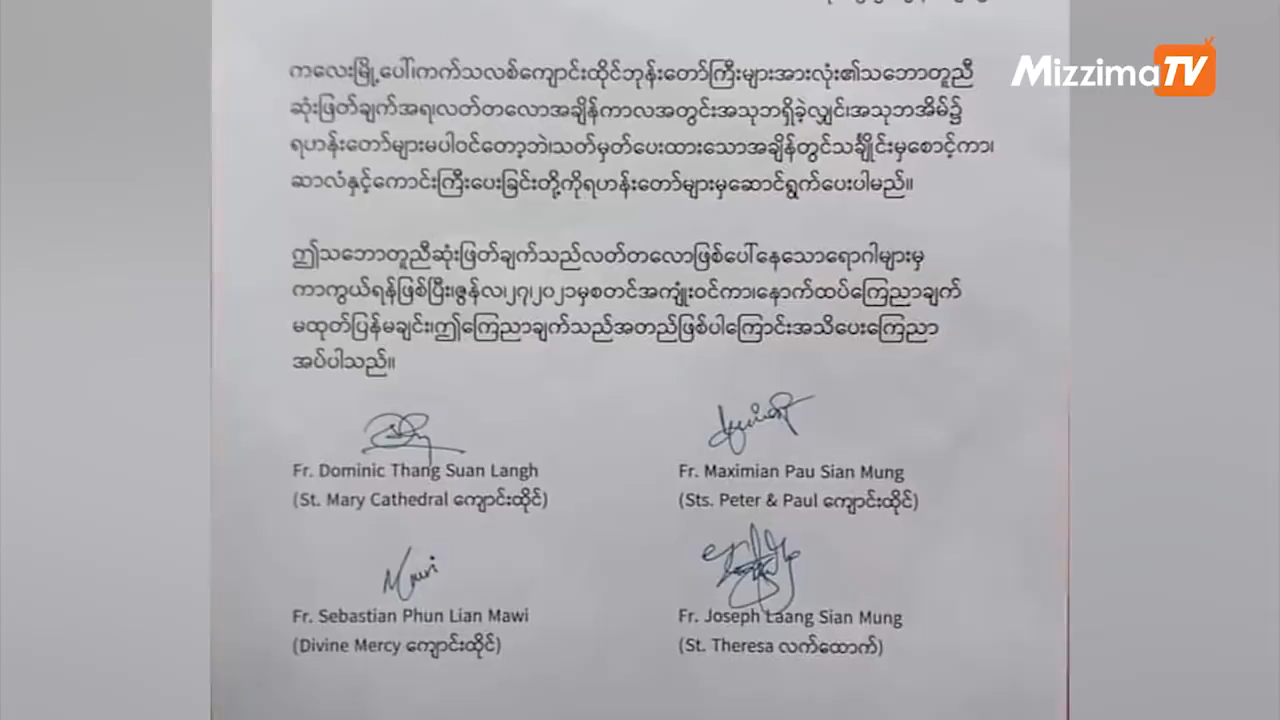 MizzimaTV
ကလေးမြို့ပေါ်၊ကက်သလစ်ကျောင်းထိုင်ဘုန်းတော်ကြီးများအားလုံး၏သဘောတူညီ
ဆုံးဖြတ်ချက်အရ၊လတ်တလောအချိန်ကာလအတွင်းအသုဘရှိခဲ့လျှင်၊အသုဘအိမ်၌
ရဟန်းတော်များမပါဝင်တော့ဘဲ၊သတ်မှတ်ပေးထားသောအချိန်တွင်သင်္ချိုင်းမှစောင့်ကာ၊
ဆာလံနှင့်ကောင်းကြီးပေးခြင်းတို့ကိုရဟန်းတော်များမှဆောင်ရွက်ပေးပါမည်။
ဤသဘောတူညီဆုံးဖြတ်ချက်သည်လတ်တလောဖြစ်ပေါ်နေသောရောဂါများမှ
ကာကွယ်ရန်ဖြစ်ပြီး၊ဇွန်လ၊၂၇၊၂၀၂၁မှစတင်အကျုံးဝင်ကာ၊နောက်ထပ်ကြေညာချက်
မထုတ်ပြန်မချင်း၊ဤကြေညာချက်သည်အတည်ဖြစ်ပါကြောင်းအသိပေးကြေညာ
အပ်ပါသည်။
Fr. Dominic Thang Suan Langh
(St. Mary Cathedral ကျောင်းထိုင်)
Fr. Maximian Pau Sian Mung
(Sts. Peter & Paul ကျောင်းထိုင်)
Fr. Sebastian Phun Lian Mawi
(Divine Mercy ကျောင်းထိုင်)
Fr. Joseph Laang Sian Mung
(St. Theresa လက်ထောက်)